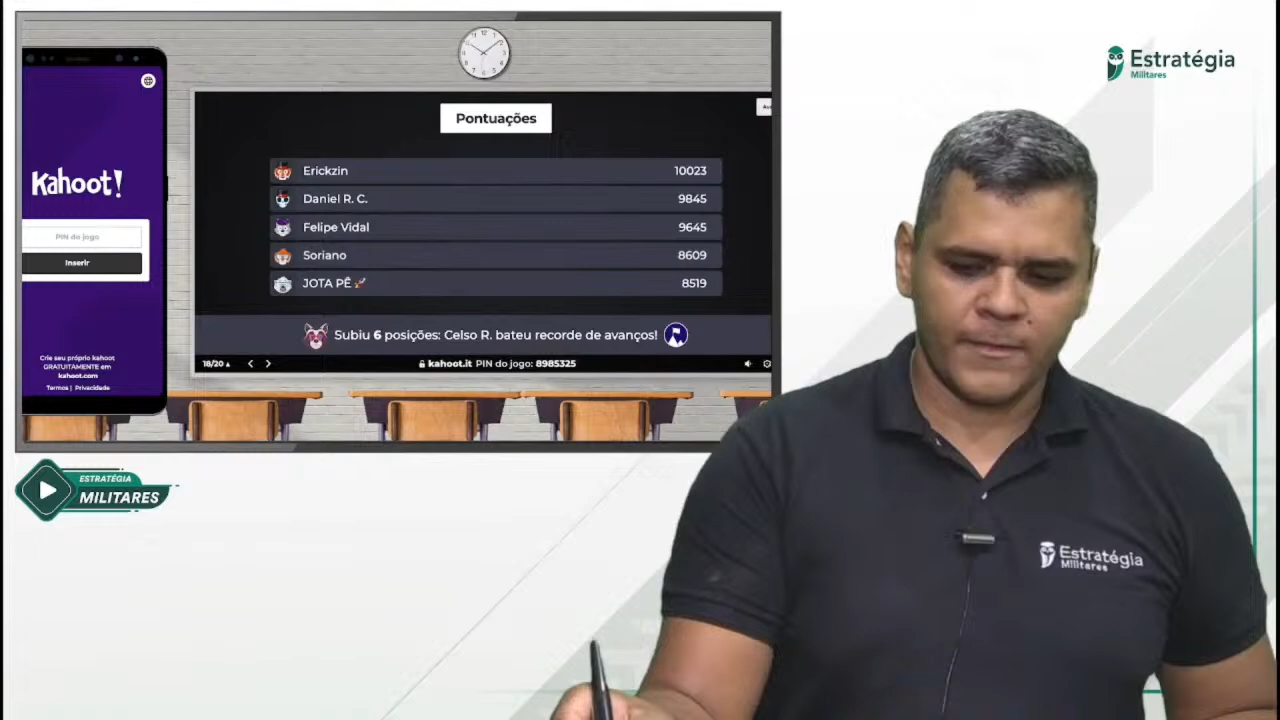 Kahoot!
PIN do jogo
Inserir
Crie seu próprio kahoot
GRATUITAMENTE em
kahoot.com
Termos | Privacidade
12
Pontuações
Erickzin 10023
Daniel R. C. 9845
Felipe Vidal 9645
Soriano 8609
JOTA PÊ 8519
Subiu 6 posições: Celso R. bateu recorde de avanços!
18/20
kahoot.it PIN do jogo: 8985325
ESTRATÉGIA
MILITARES
Estratégia
Militares
Estratégia
Militares